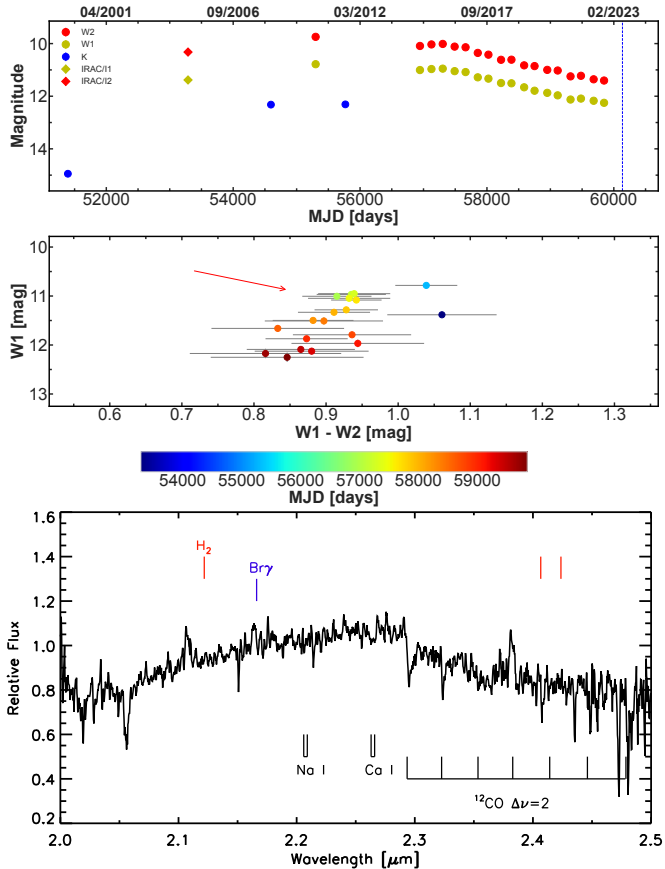 04/2001 09/2006 03/2012 09/2017 02/2023
W2
W1
K
IRAC/I1
IRAC/I2
10
12
15
Magnitude
52000 54000 56000 58000 60000
MJD [days]
10
11
12
13
W1 [mag]
0.6 0.7 0.8 0.9 1.0 1.1 1.2 1.3
W1 - W2 [mag]
54000 55000 56000 57000 58000 59000
MJD [days]
1.6
1.4
1.2
1.0
0.8
0.6
0.4
0.2
Relative Flux
H2
Brγ
Na I
Ca I
12CO Δν=2
2.0 2.1 2.2 2.3 2.4 2.5
Wavelength [μm]